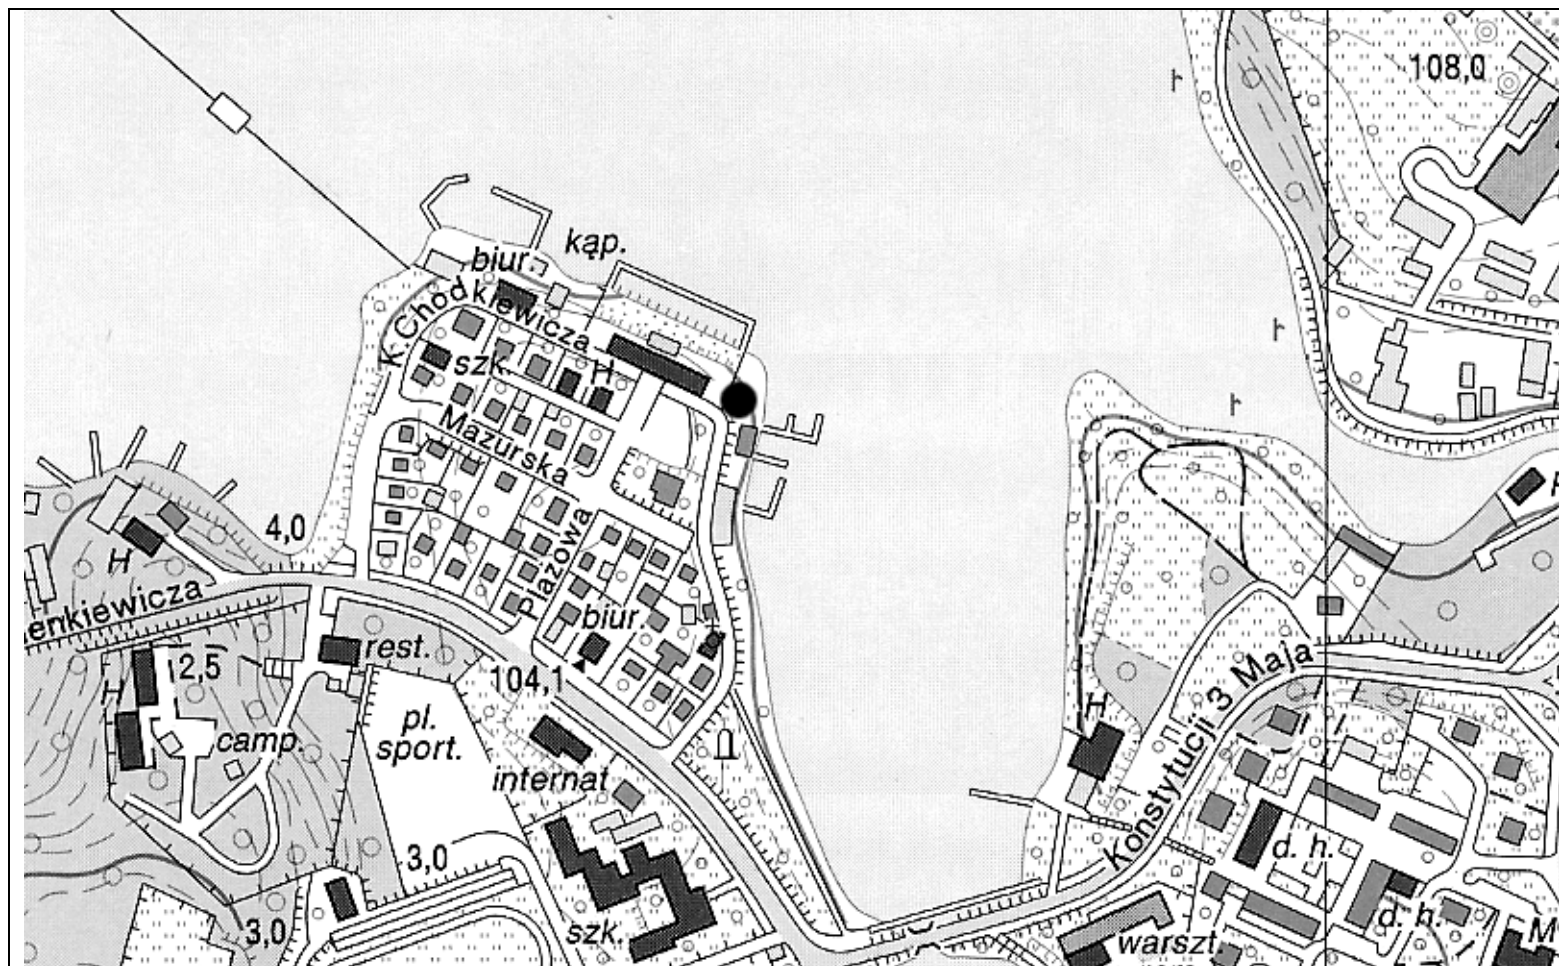 108,0
kąp.
biur.
K.Chodkiewicza
szk.
H
Mazurska
4,0
H
Plażowa
enkiewicza
biur.
rest.
2,5
104,1
H
Konstytucji 3 Maja
H
pl.
sport.
camp.
internat
d. h.
3,0
szk.
3,0
d. h.
warszt.
M